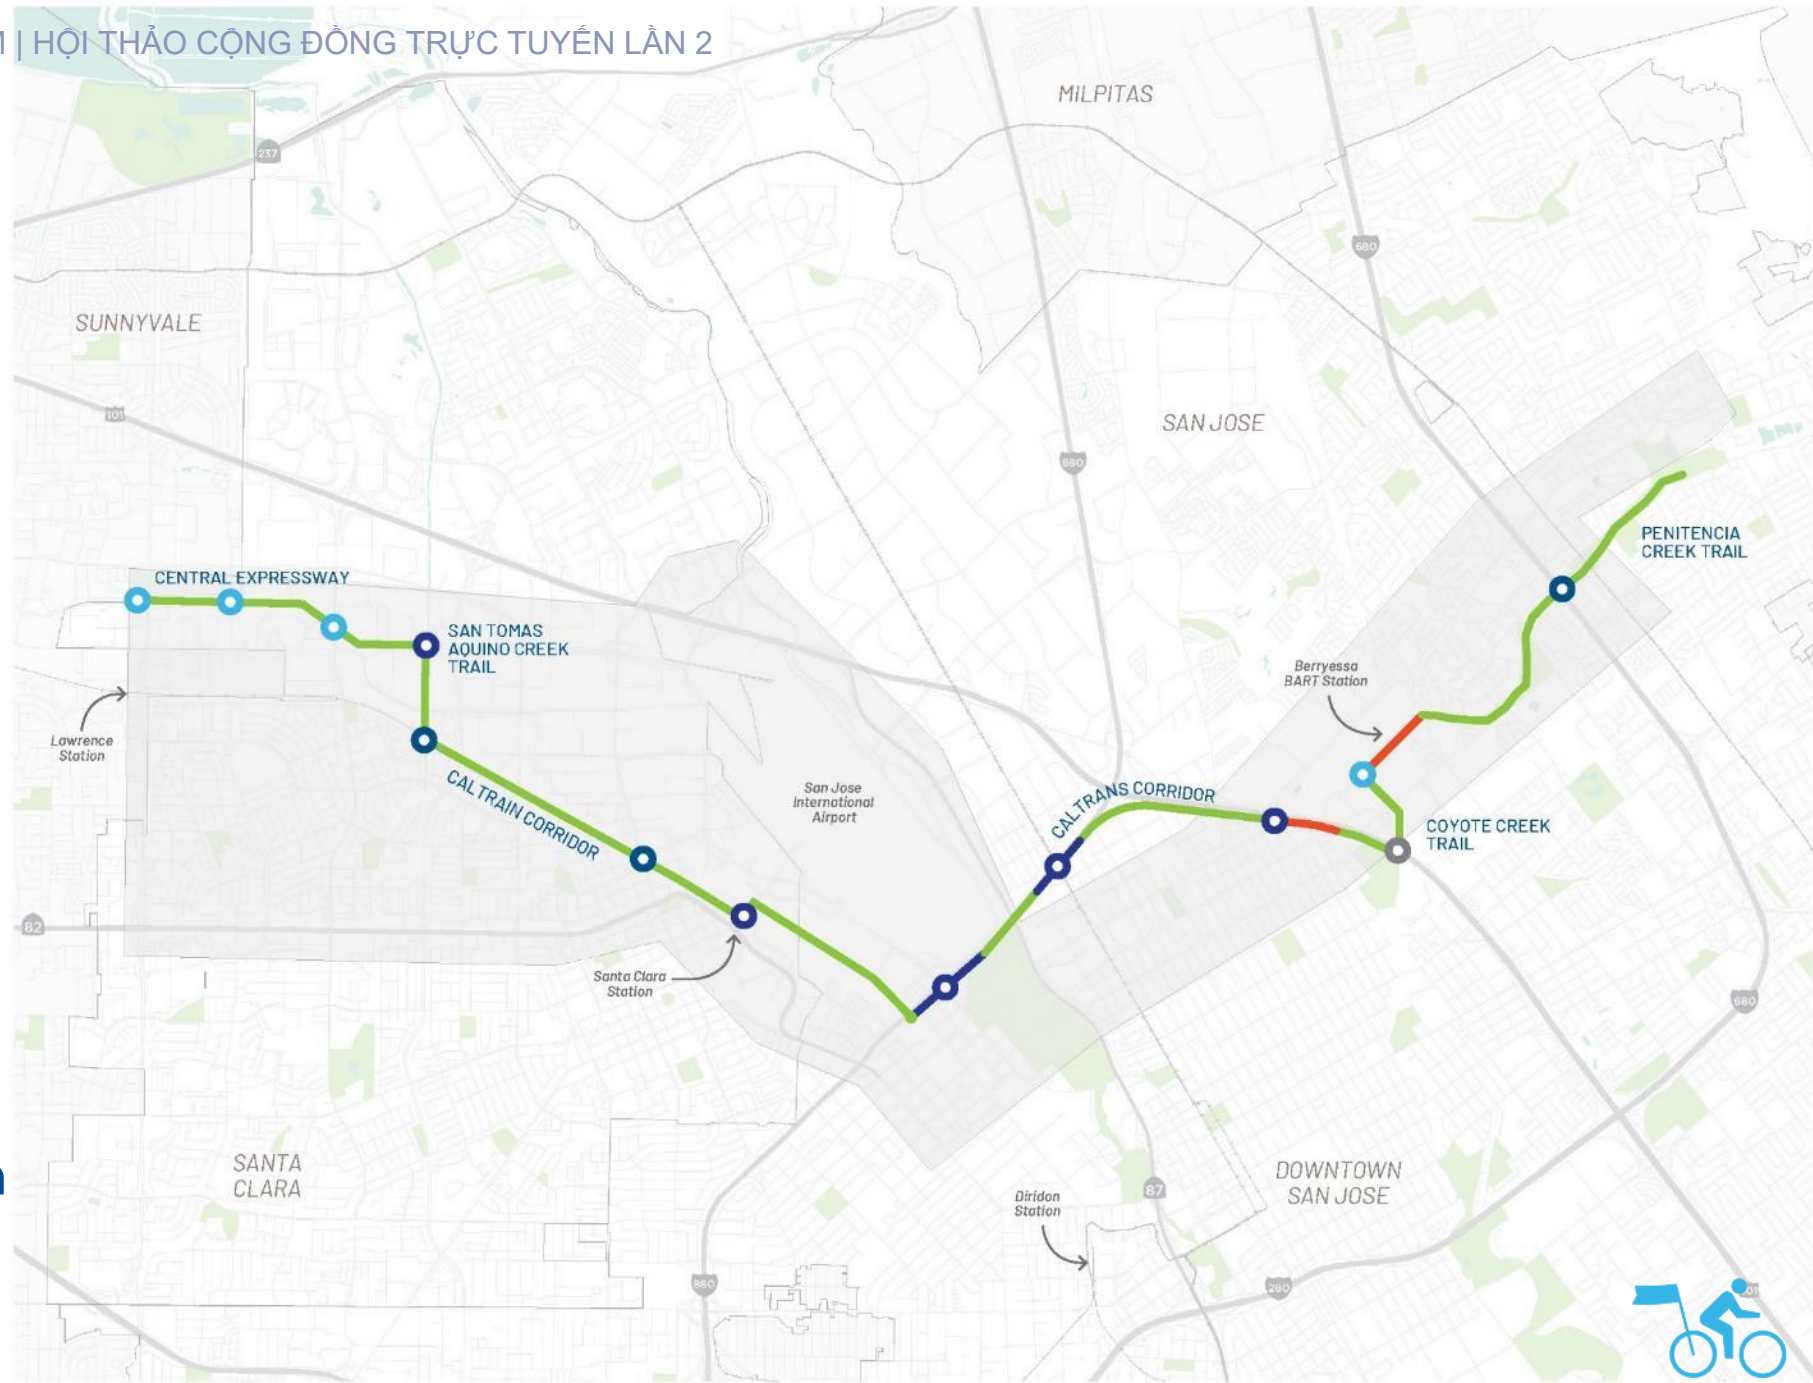 | HỘI THẢO CỘNG ĐỒNG TRỰC TUYẾN LẦN 2
MILPITAS
237
680
SUNNYVALE
101
SAN JOSE
880
PENITENCIA
CREEK TRAIL
CENTRAL EXPRESSWAY
SAN TOMAS
AQUINO CREEK
TRAIL
Berryessa
BART Station
Lawrence
Station
CALTRAIN CORRIDOR
San Jose
International
Airport
CALTRANS CORRIDOR
COYOTE CREEK
TRAIL
82
Santa Clara
Station
680
SANTA
CLARA
DOWNTOWN
SAN JOSE
Diridon
Station
87
880
280